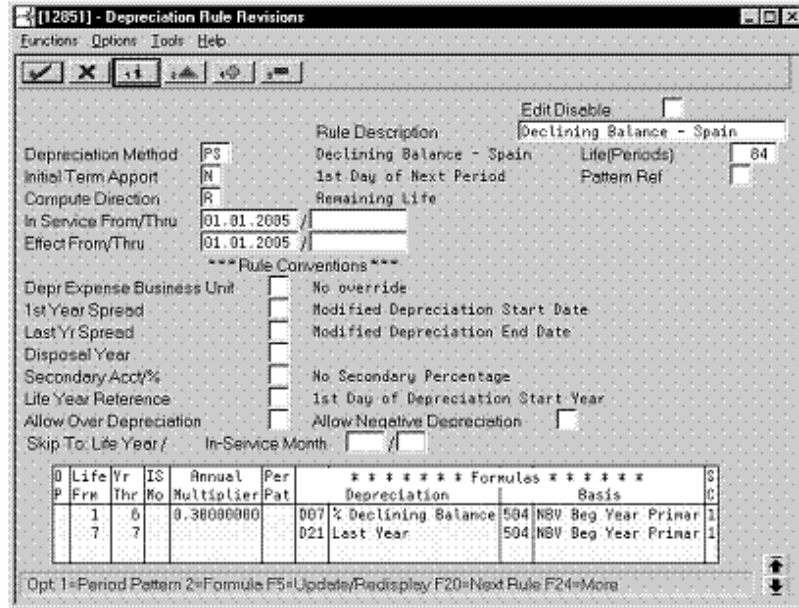 [12851] - Depreciation Rule Revisions
Functions Options Tools Help
Edit Disable
Rule Description Declining Balance - Spain
Depreciation Method PS Declining Balance - Spain Life(Periods) 84
Initial Term Apport N 1st Day of Next Period Pattern Ref
Compute Direction R Remaining Life
In Service From/Thru 01.01.2005 /
Effect From/Thru 01.01.2005 /
*** Rule Conventions ***
Depr Expense Business Unit No override
1st Year Spread Modified Depreciation Start Date
Last Yr Spread Modified Depreciation End Date
Disposal Year
Secondary Acct/% No Secondary Percentage
Life Year Reference 1st Day of Depreciation Start Year
Allow Over Depreciation Allow Negative Depreciation
Skip To: Life Year / In-Service Month /
O Life Yr IS Annual Per * * * * * * * Formulas * * * * * * S
P Frm Thr No Multiplier Pat Depreciation Basis C
1 6 0.30000000 D07 % Declining Balance 504 NBV Beg Year Primar 1
7 7 D21 Last Year 504 NBV Beg Year Primar 1
Opt: 1=Period Pattern 2=Formula F5=Update/Redisplay F20=Next Rule F24=More